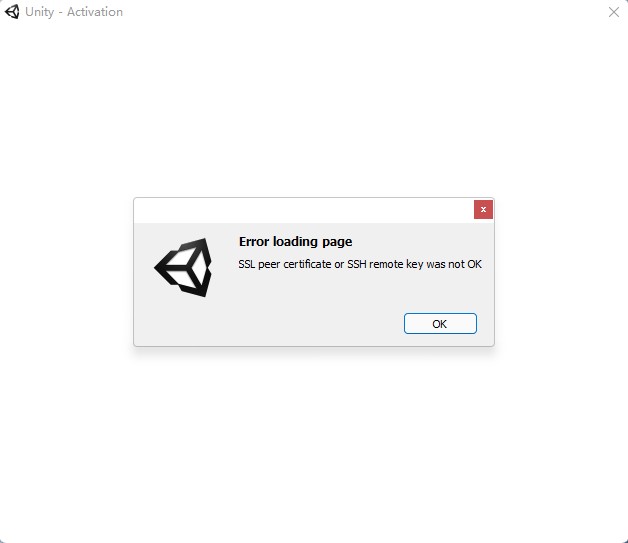 Unity - Activation
x
Error loading page
SSL peer certificate or SSH remote key was not OK
OK